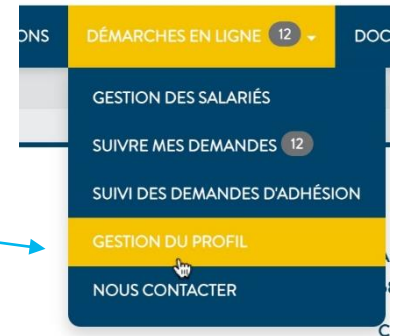 ONS DÉMARCHES EN LIGNE 12 DOC
GESTION DES SALARIÉS
SUIVRE MES DEMANDES 12
SUIVI DES DEMANDES D'ADHÉSION
GESTION DU PROFIL
NOUS CONTACTER